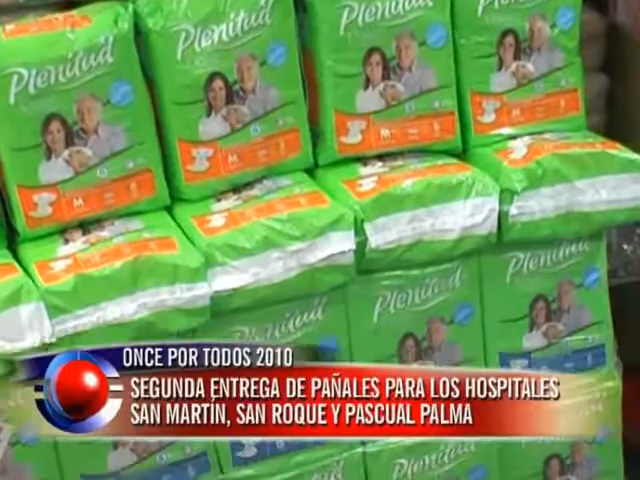 Plenitud
Plenitud
Plenitud
Plenitud
M
M
M
Plenitud
Plenitud
Plenitud
Plenitud
ONCE POR TODOS 2010
SEGUNDA ENTREGA DE PAÑALES PARA LOS HOSPITALES
SAN MARTÍN, SAN ROQUE Y PASCUAL PALMA